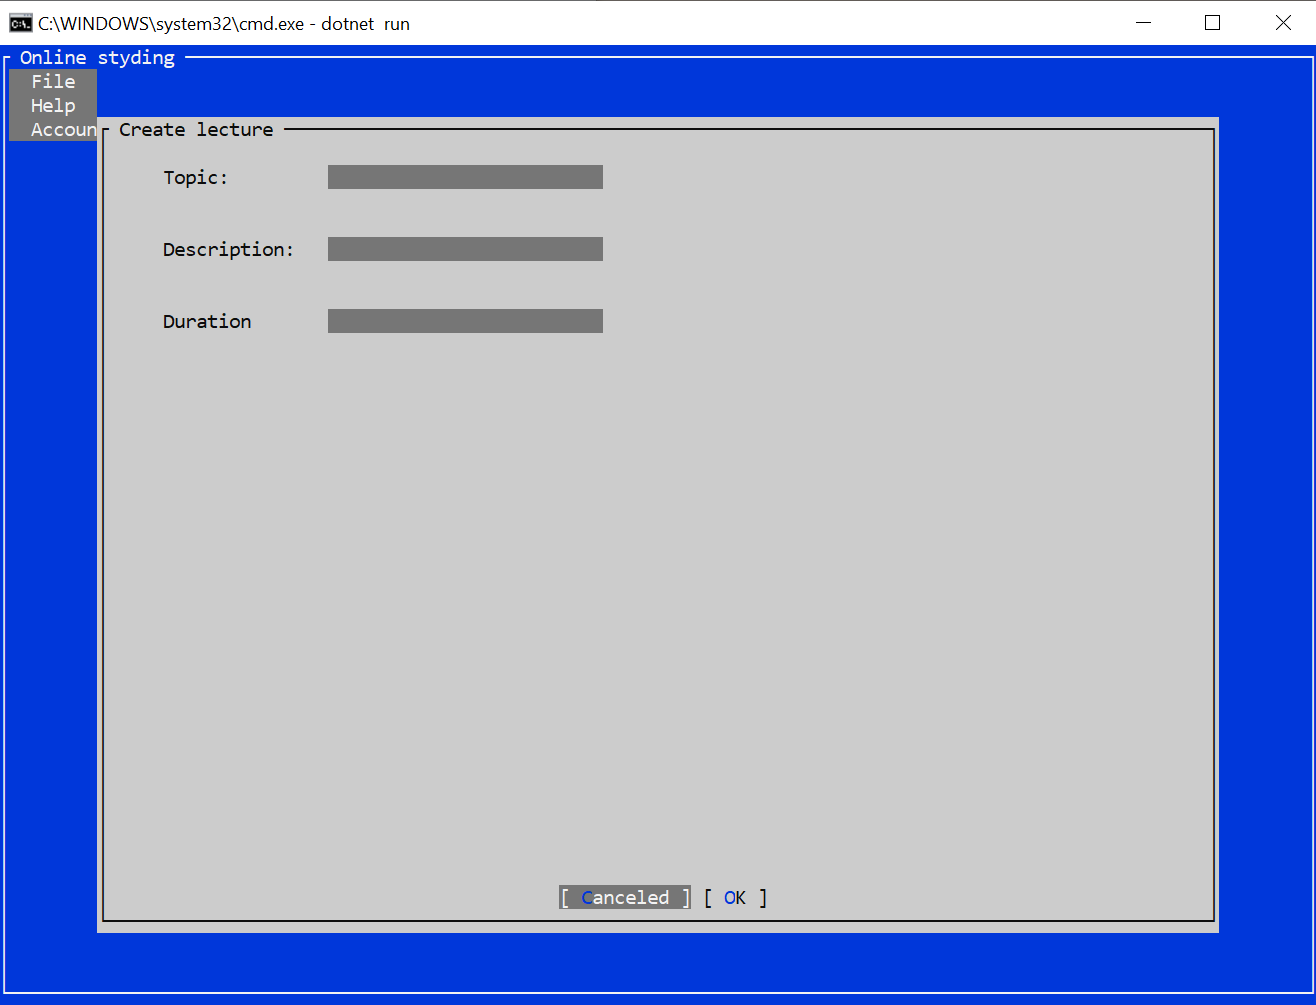 C:\WINDOWS\system32\cmd.exe - dotnet  run
Online styding
File
Help
Accoun
Create lecture
Topic:
Description:
Duration
[ Canceled ] [ OK ]